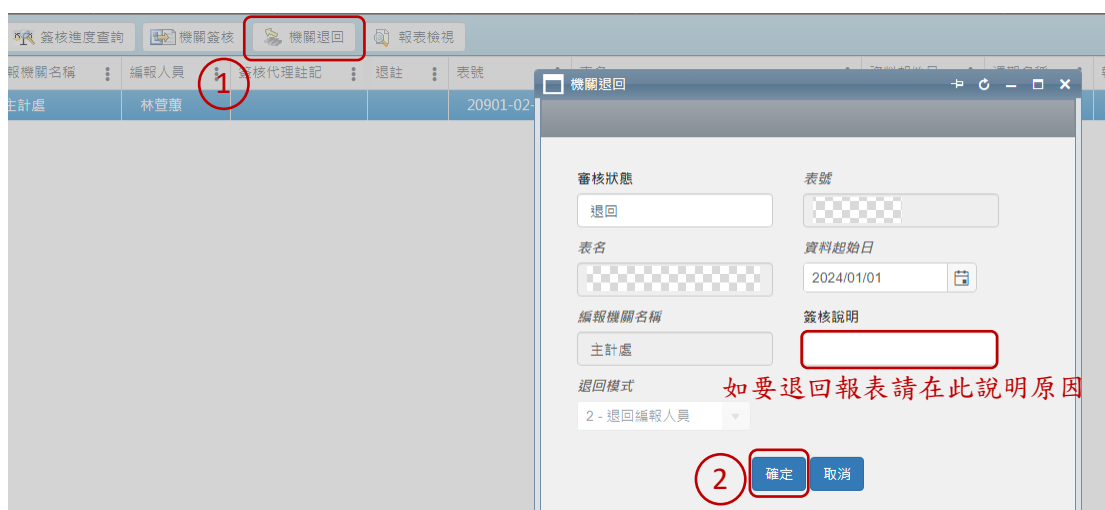 簽核進度查詢 機關簽核 機關退回 報表檢視
報機關名稱 編報人員 簽核代理註記 退註 表號
1
主計處 林萱蕙 20901-02-
機關退回
審核狀態 表號
退回
表名 資料起始日
2024/01/01
編報機關名稱 簽核說明
主計處
如要退回報表請在此說明原因
退回模式
2 - 退回編報人員
2 確定 取消